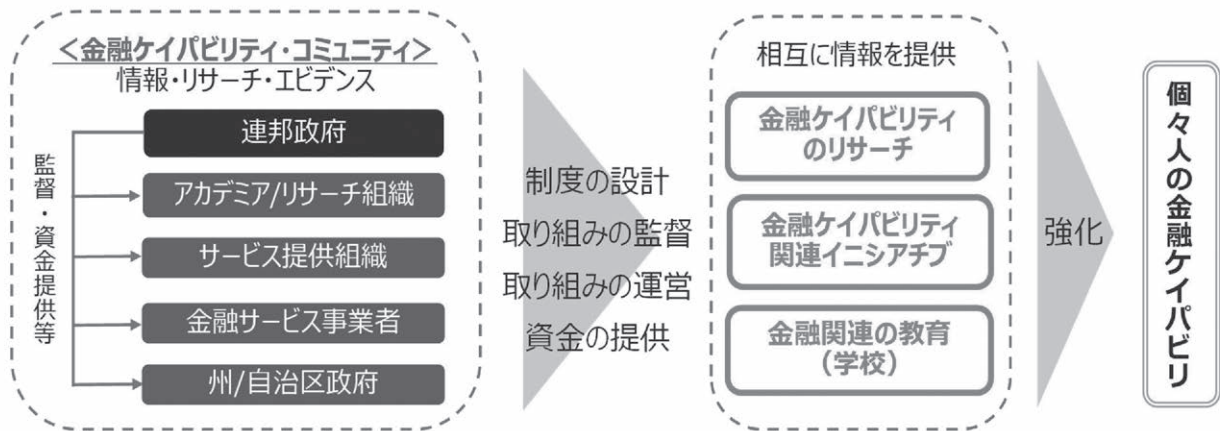 <金融ケイパビリティ・コミュニティ>
情報・リサーチ・エビデンス
監督・資金提供等
連邦政府
アカデミア/リサーチ組織
サービス提供組織
金融サービス事業者
州/自治区政府
制度の設計
取り組みの監督
取り組みの運営
資金の提供
相互に情報を提供
金融ケイパビリティ
のリサーチ
金融ケイパビリティ
関連イニシアチブ
金融関連の教育
(学校)
強化
個々人の金融ケイパビリ